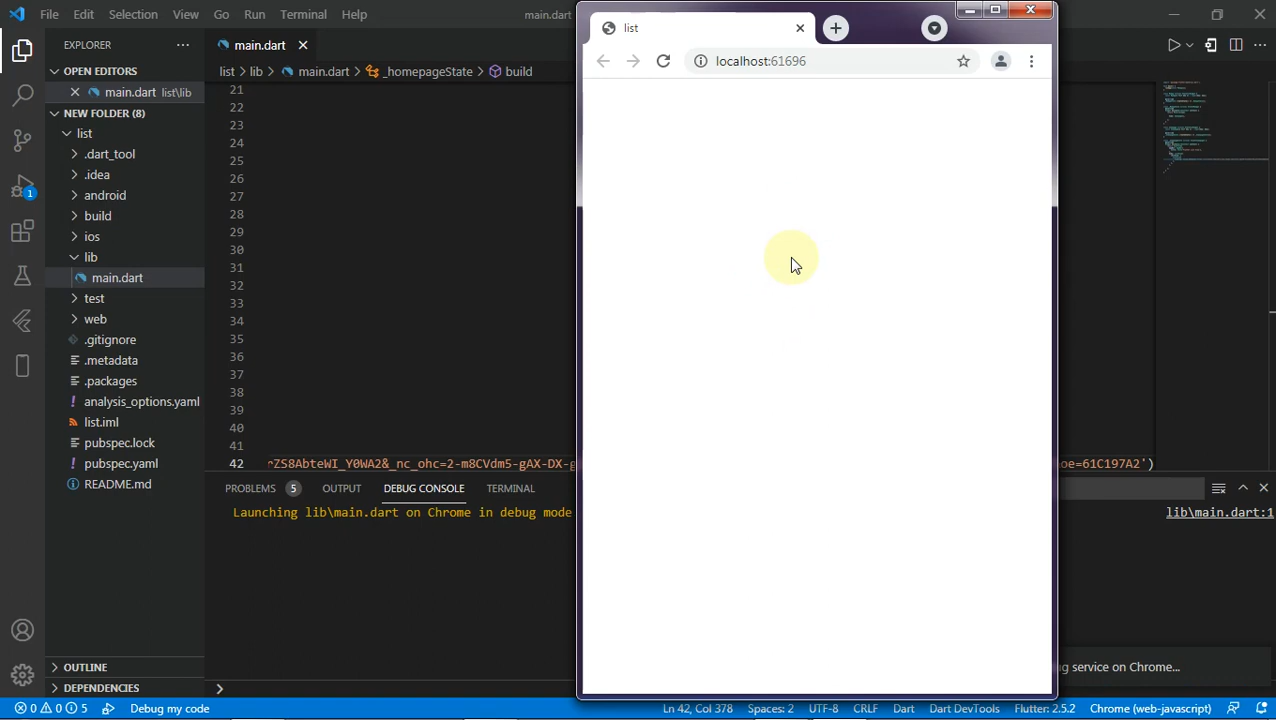 File Edit Selection View Go Run Terminal Help main.dart
list
localhost:61696
EXPLORER
OPEN EDITORS
main.dart list\lib
NEW FOLDER (8)
list
.dart_tool
.idea
android
build
ios
lib
main.dart
test
web
.gitignore
.metadata
.packages
analysis_options.yaml
list.iml
pubspec.lock
pubspec.yaml
README.md
OUTLINE
DEPENDENCIES
1
main.dart
list > lib > main.dart > _homepageState > build
21
22
23
24
25
26
27
28
29
30
31
32
33
34
35
36
37
38
39
40
41
42 rZS8AbteWI_Y0WA2&_nc_ohc=2-m8CVdm5-gAX-DX-g oe=61C197A2')
PROBLEMS 5 OUTPUT DEBUG CONSOLE TERMINAL
Launching lib\main.dart on Chrome in debug mode lib\main.dart:1
g service on Chrome...
0 0 5 Debug my code Ln 42, Col 378 Spaces: 2 UTF-8 CRLF Dart Dart DevTools Flutter: 2.5.2 Chrome (web-javascript)